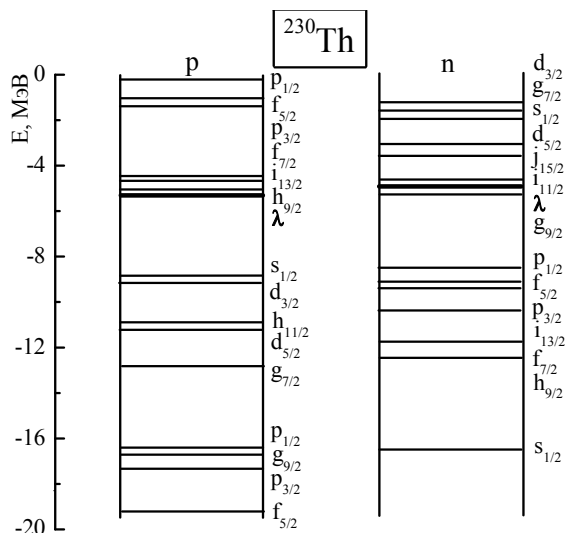 ²³⁰Th
p
n
E, МэВ
0
-4
-8
-12
-16
-20
p₁/₂
f₅/₂
p₃/₂
f₇/₂
i₁₃/₂
h₉/₂
λ
s₁/₂
d₃/₂
h₁₁/₂
d₅/₂
g₇/₂
p₁/₂
g₉/₂
p₃/₂
f₅/₂
d₃/₂
g₇/₂
s₁/₂
d₅/₂
j₁₅/₂
i₁₁/₂
λ
g₉/₂
p₁/₂
f₅/₂
p₃/₂
i₁₃/₂
f₇/₂
h₉/₂
s₁/₂